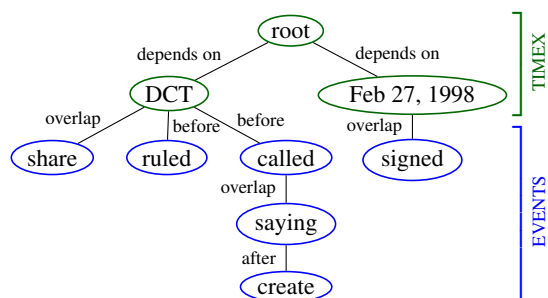 root
depends on
depends on
TIMEX
DCT
Feb 27, 1998
overlap
before
before
overlap
share
ruled
called
signed
overlap
EVENTS
saying
after
create